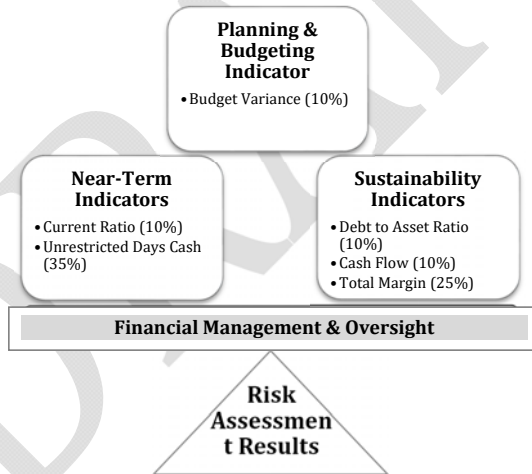 Planning &
Budgeting
Indicator
•Budget Variance (10%)
Near-Term
Indicators
•Current Ratio (10%)
•Unrestricted Days Cash
(35%)
Sustainability
Indicators
•Debt to Asset Ratio
(10%)
•Cash Flow (10%)
•Total Margin (25%)
Financial Management & Oversight
Risk
Assessmen
t Results